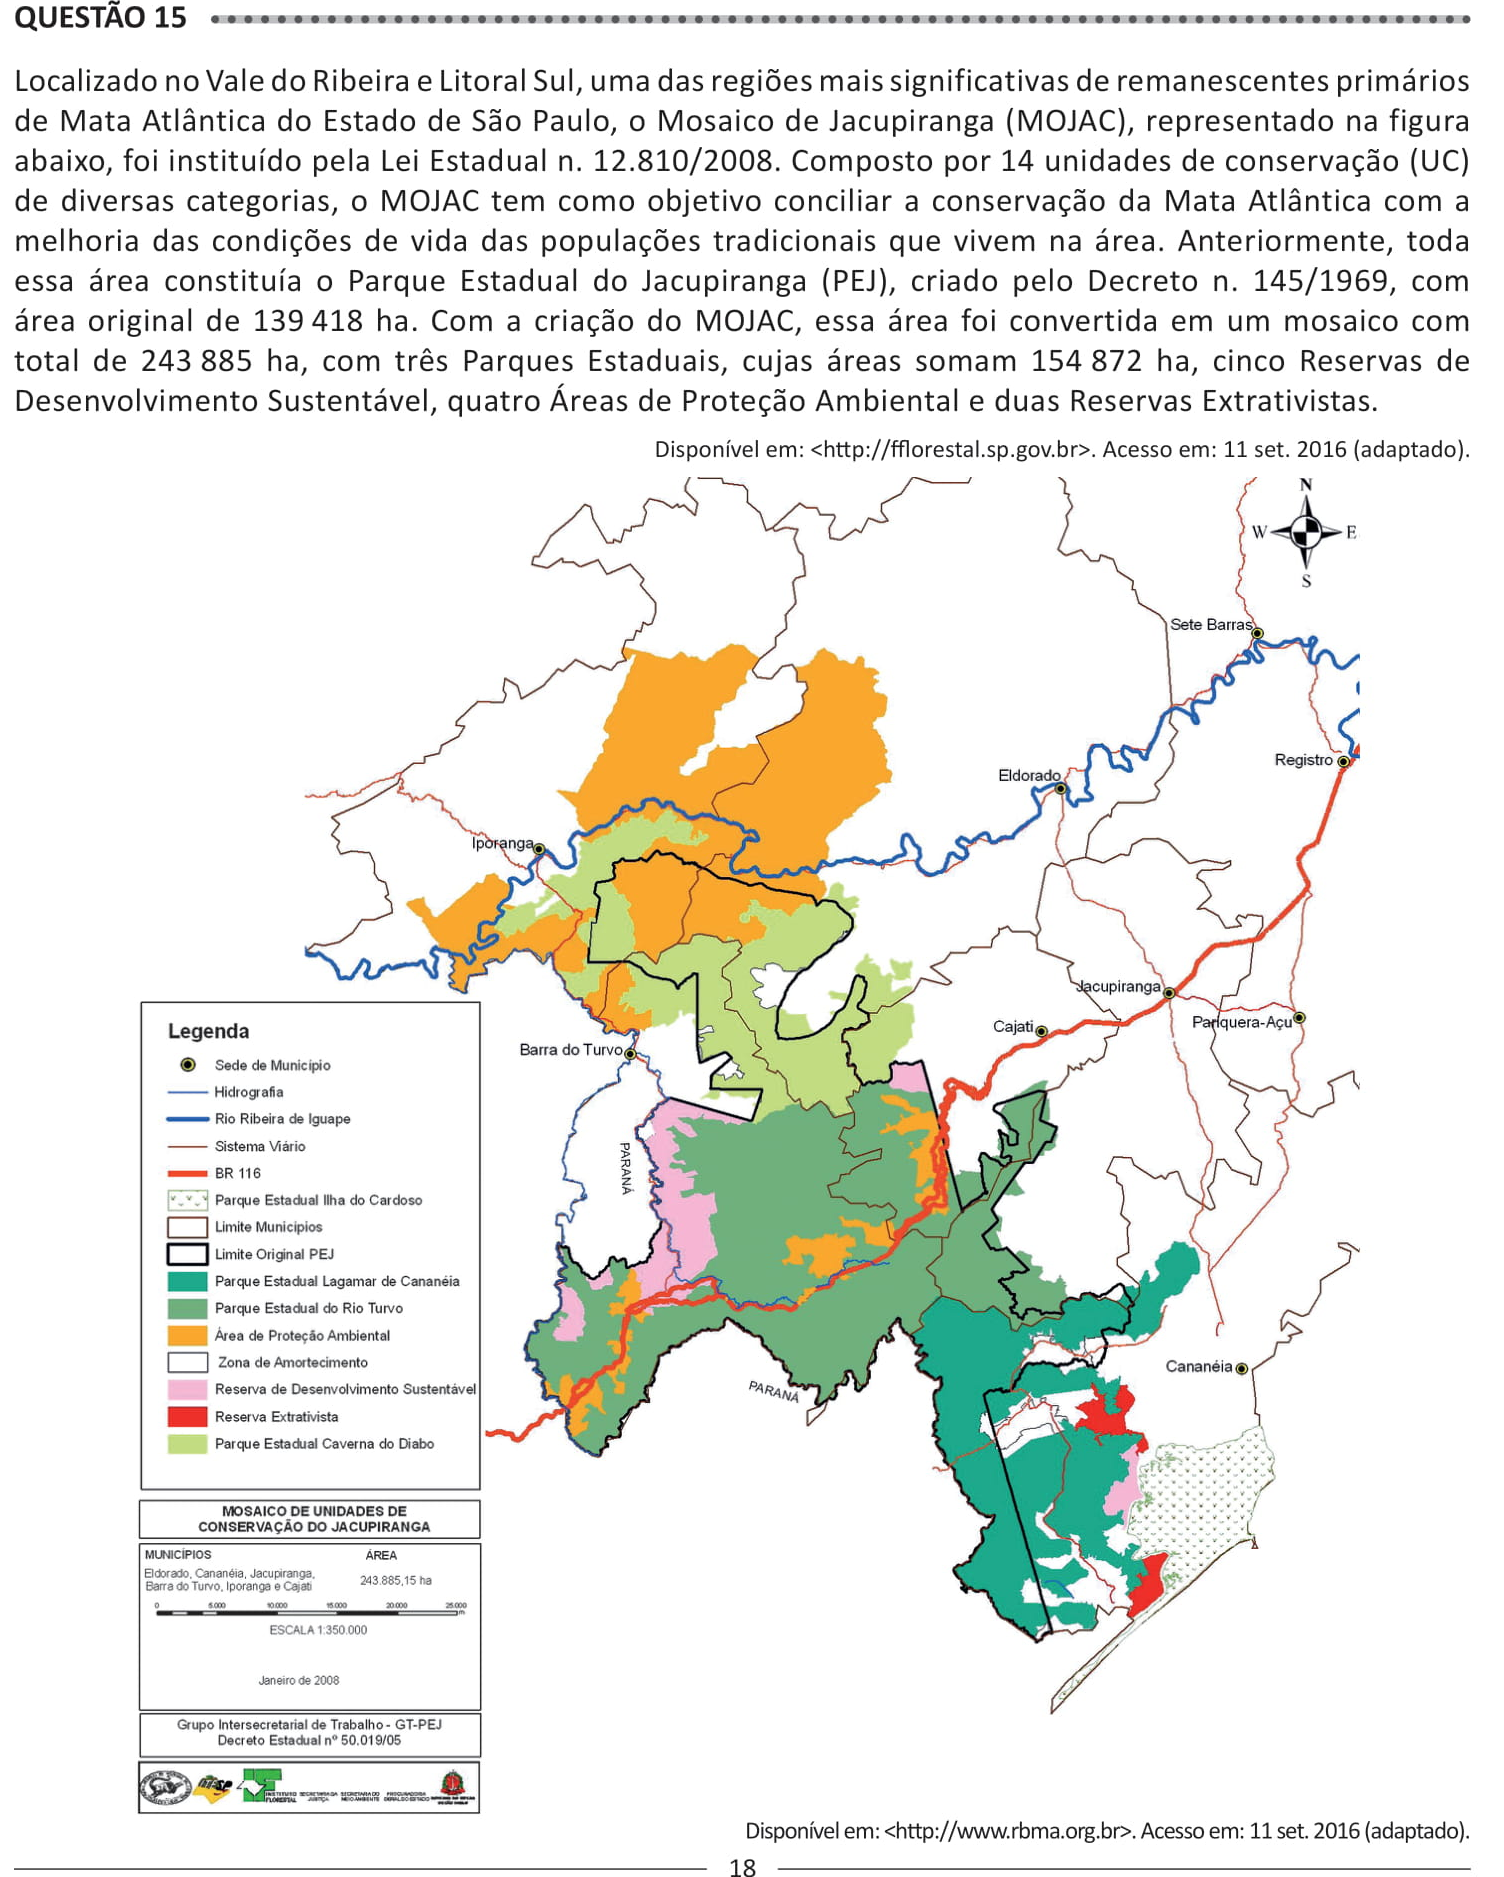 QUESTÃO 15
Localizado no Vale do Ribeira e Litoral Sul, uma das regiões mais significativas de remanescentes primários
de Mata Atlântica do Estado de São Paulo, o Mosaico de Jacupiranga (MOJAC), representado na figura
abaixo, foi instituído pela Lei Estadual n. 12.810/2008. Composto por 14 unidades de conservação (UC)
de diversas categorias, o MOJAC tem como objetivo conciliar a conservação da Mata Atlântica com a
melhoria das condições de vida das populações tradicionais que vivem na área. Anteriormente, toda
essa área constituía o Parque Estadual do Jacupiranga (PEJ), criado pelo Decreto n. 145/1969, com
área original de 139 418 ha. Com a criação do MOJAC, essa área foi convertida em um mosaico com
total de 243 885 ha, com três Parques Estaduais, cujas áreas somam 154 872 ha, cinco Reservas de
Desenvolvimento Sustentável, quatro Áreas de Proteção Ambiental e duas Reservas Extrativistas.
Disponível em: <http://fflorestal.sp.gov.br>. Acesso em: 11 set. 2016 (adaptado).
N
W
E
S
Sete Barras
Registro
Eldorado
Iporanga
Jacupiranga
Pariquera-Açu
Cajati
Barra do Turvo
PARANÁ
PARANÁ
Cananéia
Legenda
Sede de Município
Hidrografia
Rio Ribeira de Iguape
Sistema Viário
BR 116
Parque Estadual Ilha do Cardoso
Limite Municípios
Limite Original PEJ
Parque Estadual Lagamar de Cananéia
Parque Estadual do Rio Turvo
Área de Proteção Ambiental
Zona de Amortecimento
Reserva de Desenvolvimento Sustentável
Reserva Extrativista
Parque Estadual Caverna do Diabo
MOSAICO DE UNIDADES DE
CONSERVAÇÃO DO JACUPIRANGA
MUNICÍPIOS
ÁREA
Eldorado, Cananéia, Jacupiranga,
Barra do Turvo, Iporanga e Cajati
243.885,15 ha
0 5.000 10.000 15.000 20.000 25.000
m
ESCALA 1:350.000
Janeiro de 2008
Grupo Intersecretarial de Trabalho - GT-PEJ
Decreto Estadual nº 50.019/05
INSTITUTO
FLORESTAL
SECRETARIA DA
JUSTIÇA
SECRETARIA DO
MEIO AMBIENTE
PROCURADORIA
GERAL DO ESTADO
Disponível em: <http://www.rbma.org.br>. Acesso em: 11 set. 2016 (adaptado).
18